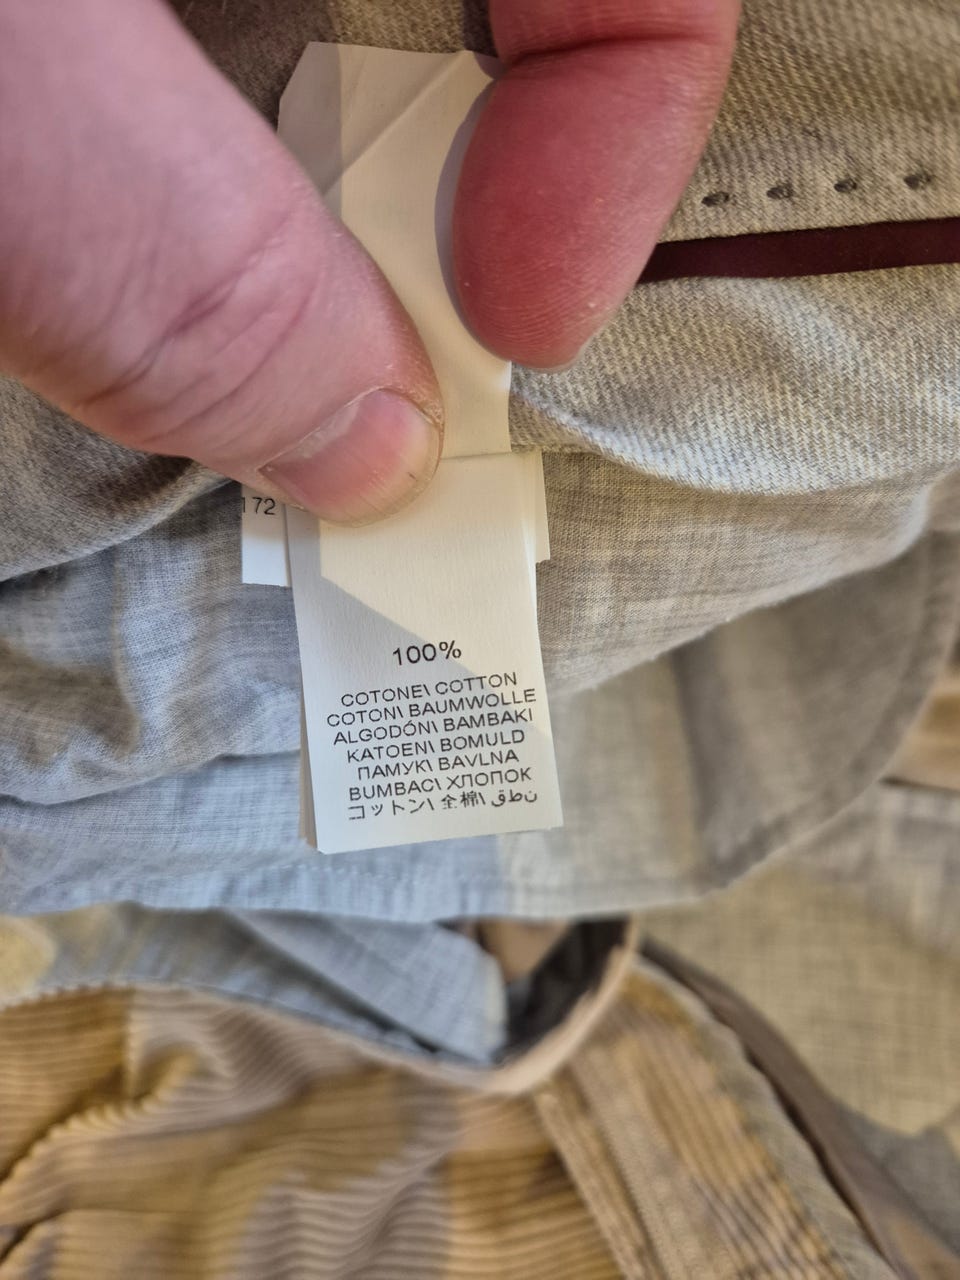 172
100%
COTONE\ COTTON
COTON\ BAUMWOLLE
ALGODÓN\ BAMBAKI
KATOEN\ BOMULD
ПАМУК\ BAVLNA
BUMBAC\ ХЛОПОК
コットン\ 全棉\ قطن